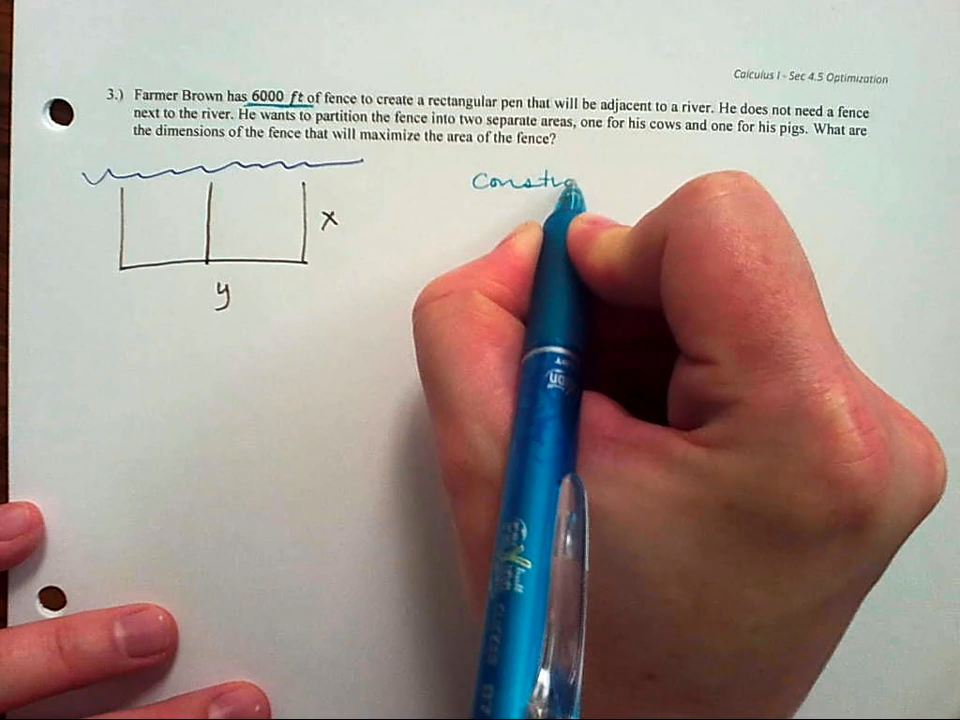 Calculus I - Sec 4.5 Optimization
3.) Farmer Brown has 6000 ft of fence to create a rectangular pen that will be adjacent to a river. He does not need a fence
next to the river. He wants to partition the fence into two separate areas, one for his cows and one for his pigs. What are
the dimensions of the fence that will maximize the area of the fence?
Constra
x
y